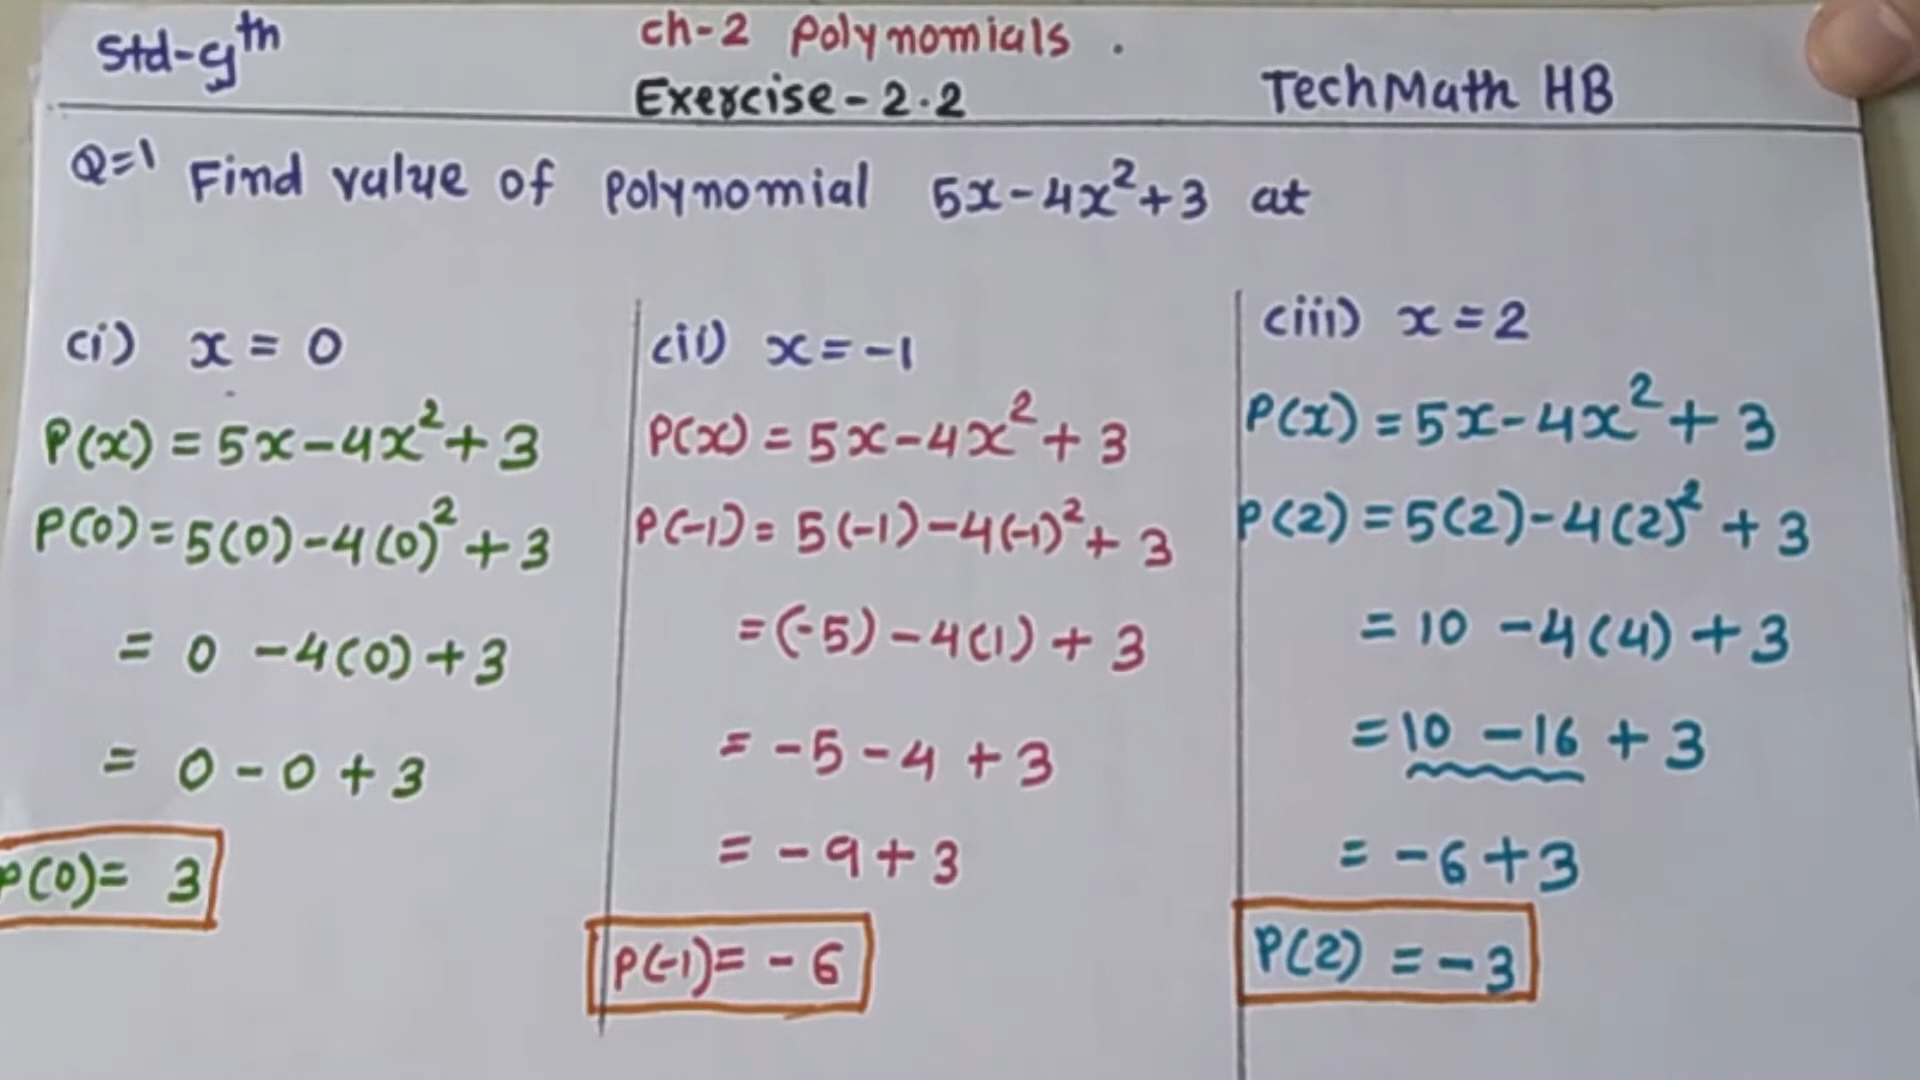 Std-9th
Ch-2 Polynomials.
Exercise-2.2
TechMath HB
Q=1 Find value of polynomial 5x-4x²+3 at
(i) x = 0
P(x) = 5x-4x²+3
P(0) = 5(0)-4(0)²+3
= 0 -4(0)+3
= 0-0+3
P(0)= 3
(ii) x=-1
P(x) = 5x-4x²+3
P(-1) = 5(-1)-4(-1)²+3
=(-5)-4(1)+3
= -5-4+3
= -9+3
P(-1)= -6
(iii) x=2
P(x) = 5x-4x²+3
P(2) = 5(2)-4(2)²+3
= 10 -4(4)+3
= 10 -16 + 3
= -6+3
P(2) = -3